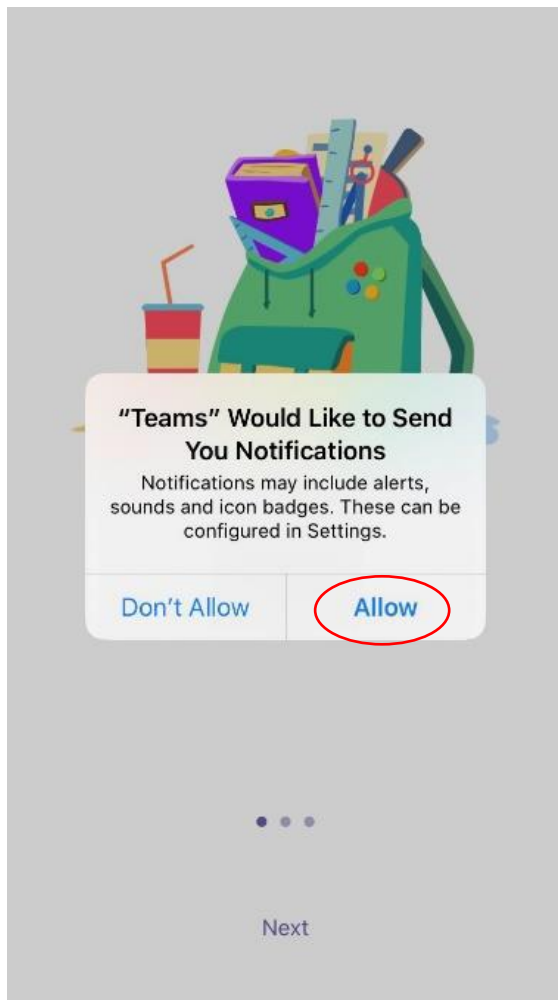 “Teams” Would Like to Send
You Notifications
Notifications may include alerts,
sounds and icon badges. These can be
configured in Settings.
Don’t Allow
Allow
Next